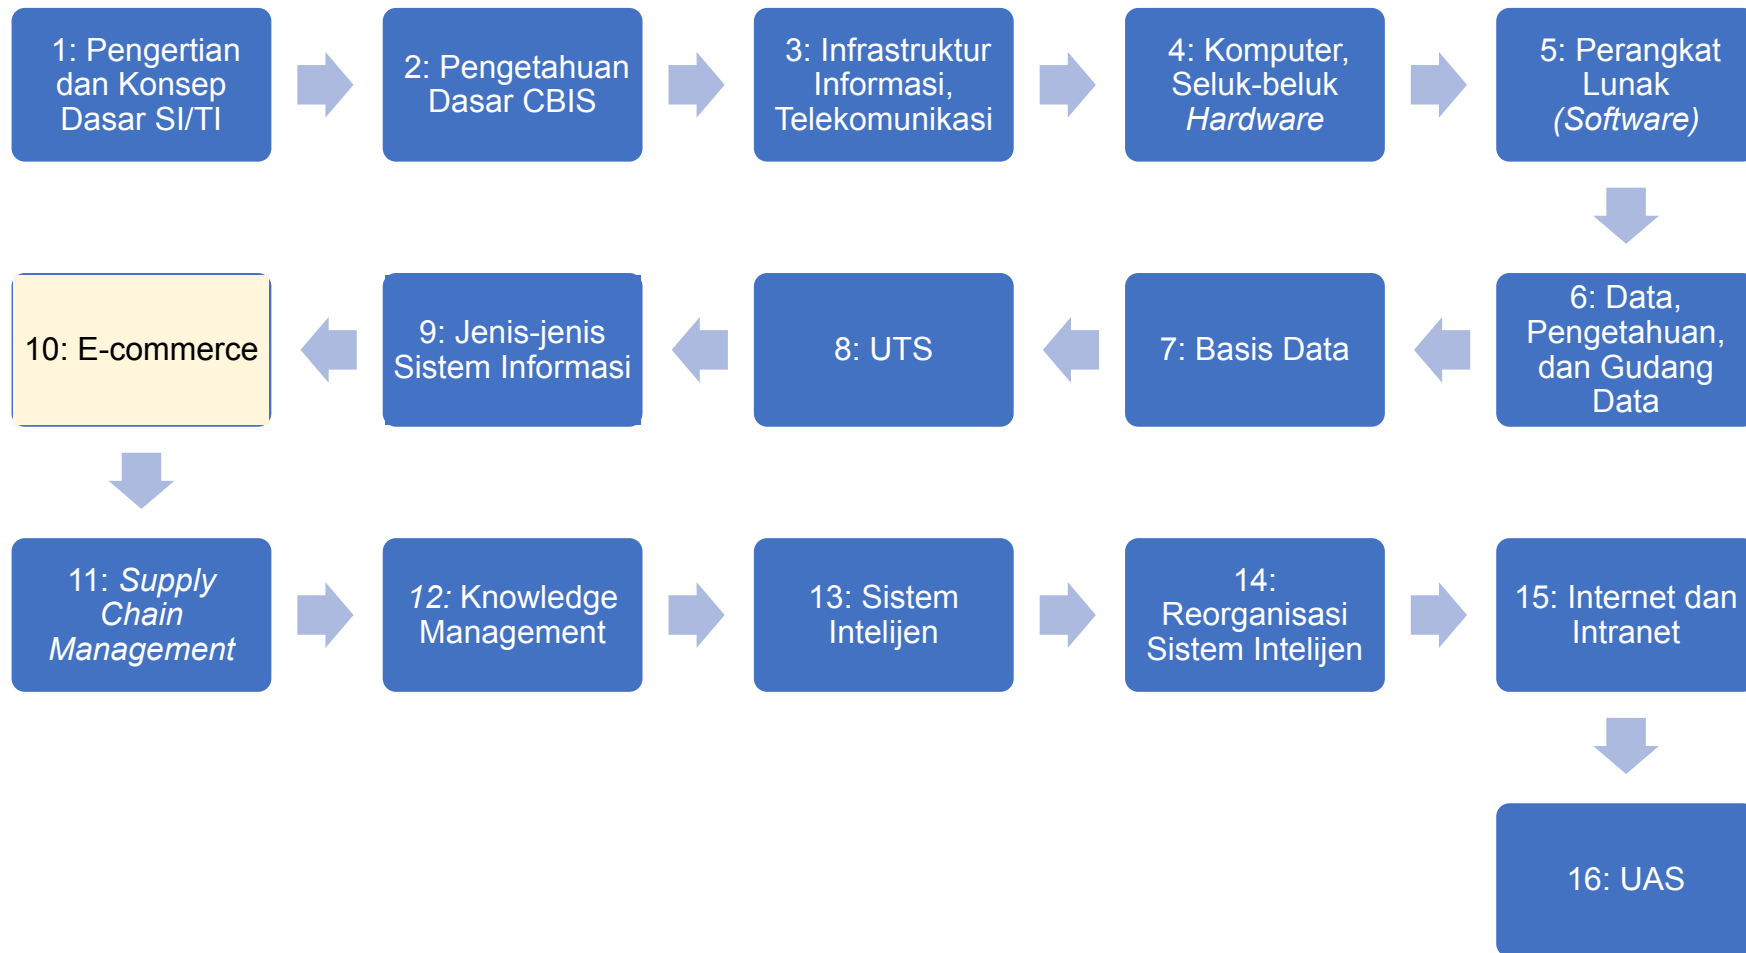 1: Pengertian
dan Konsep
Dasar SI/TI
2: Pengetahuan
Dasar CBIS
3: Infrastruktur
Informasi,
Telekomunikasi
4: Komputer,
Seluk-beluk
Hardware
5: Perangkat
Lunak
(Software)
6: Data,
Pengetahuan,
dan Gudang
Data
7: Basis Data
8: UTS
9: Jenis-jenis
Sistem Informasi
10: E-commerce
11: Supply
Chain
Management
12: Knowledge
Management
13: Sistem
Intelijen
14:
Reorganisasi
Sistem Intelijen
15: Internet dan
Intranet
16: UAS